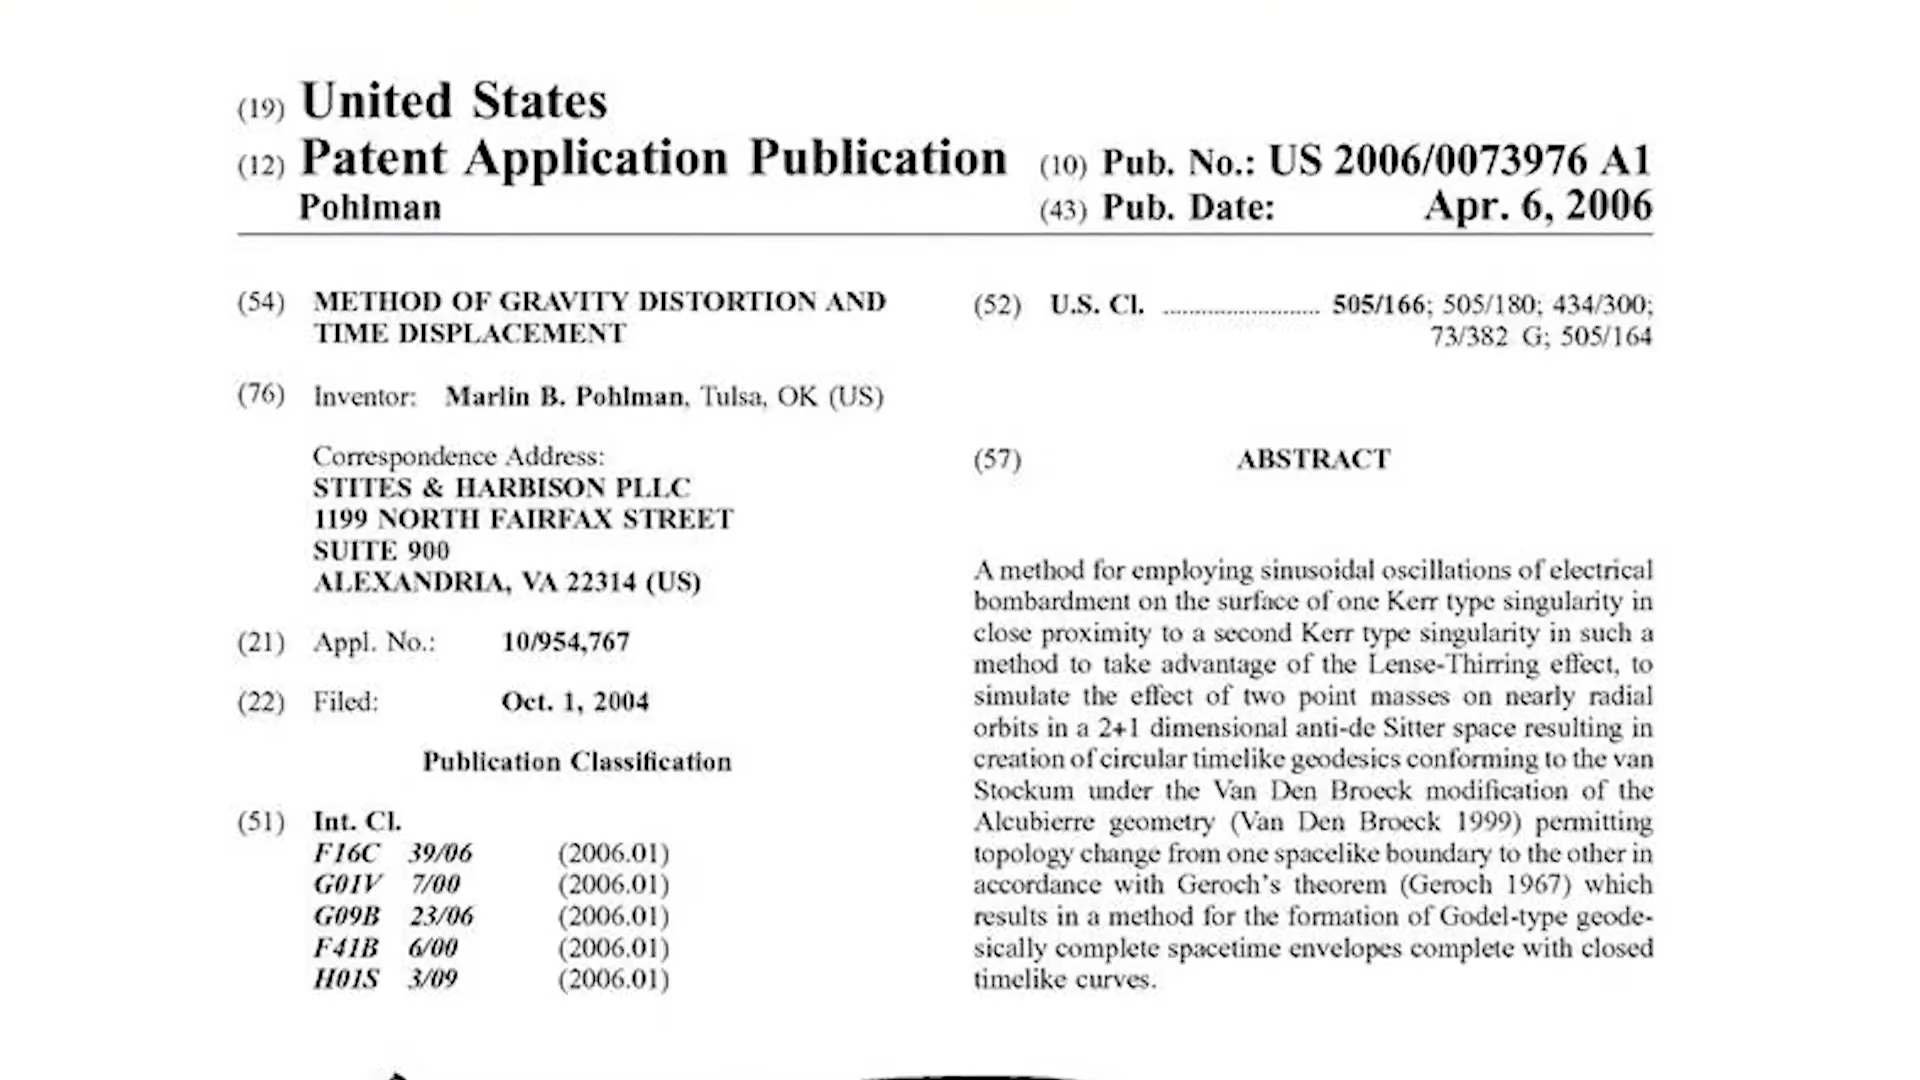 (19) United States
(12) Patent Application Publication
Pohlman
(10) Pub. No.: US 2006/0073976 A1
(43) Pub. Date: Apr. 6, 2006
(54) METHOD OF GRAVITY DISTORTION AND
TIME DISPLACEMENT
(76) Inventor: Marlin B. Pohlman, Tulsa, OK (US)
Correspondence Address:
STITES & HARBISON PLLC
1199 NORTH FAIRFAX STREET
SUITE 900
ALEXANDRIA, VA 22314 (US)
(21) Appl. No.: 10/954,767
(22) Filed: Oct. 1, 2004
Publication Classification
(51) Int. Cl.
F16C 39/06 (2006.01)
G01V 7/00 (2006.01)
G09B 23/06 (2006.01)
F41B 6/00 (2006.01)
H01S 3/09 (2006.01)
(52) U.S. Cl. ............................ 505/166; 505/180; 434/300;
73/382 G; 505/164
(57) ABSTRACT
A method for employing sinusoidal oscillations of electrical
bombardment on the surface of one Kerr type singularity in
close proximity to a second Kerr type singularity in such a
method to take advantage of the Lense-Thirring effect, to
simulate the effect of two point masses on nearly radial
orbits in a 2+1 dimensional anti-de Sitter space resulting in
creation of circular timelike geodesics conforming to the van
Stockum under the Van Den Broeck modification of the
Alcubierre geometry (Van Den Broeck 1999) permitting
topology change from one spacelike boundary to the other in
accordance with Geroch's theorem (Geroch 1967) which
results in a method for the formation of Godel-type geode-
sically complete spacetime envelopes complete with closed
timelike curves.